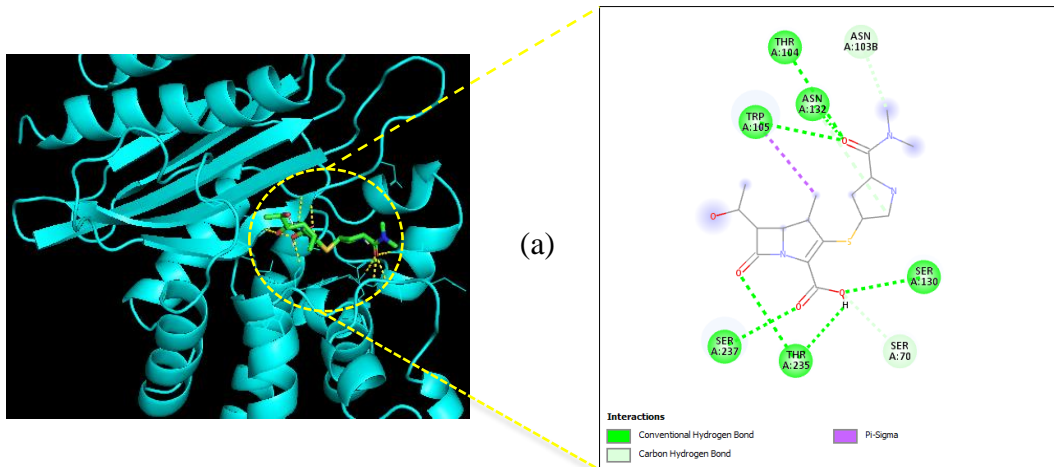 THR
A:104
ASN
A:103B
ASN
A:132
TRP
A:105
O
N
N
O
S
N
O
O
O
H
SER
A:130
SER
A:237
THR
A:235
SER
A:70
(a)
Interactions
Conventional Hydrogen Bond
Carbon Hydrogen Bond
Pi-Sigma